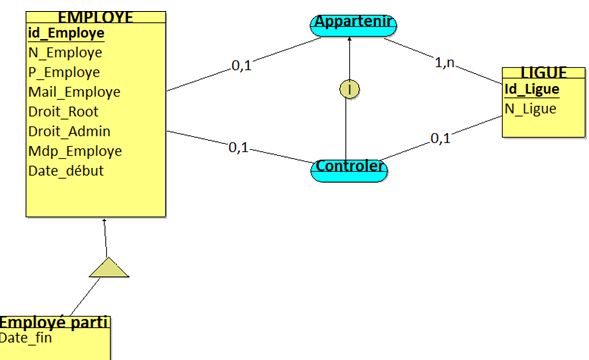 EMPLOYE
id_Employe
N_Employe
P_Employe
Mail_Employe
Droit_Root
Droit_Admin
Mdp_Employe
Date_début
Appartenir
0,1
1,n
I
LIGUE
Id_Ligue
N_Ligue
0,1
0,1
Controler
Employé parti
Date_fin